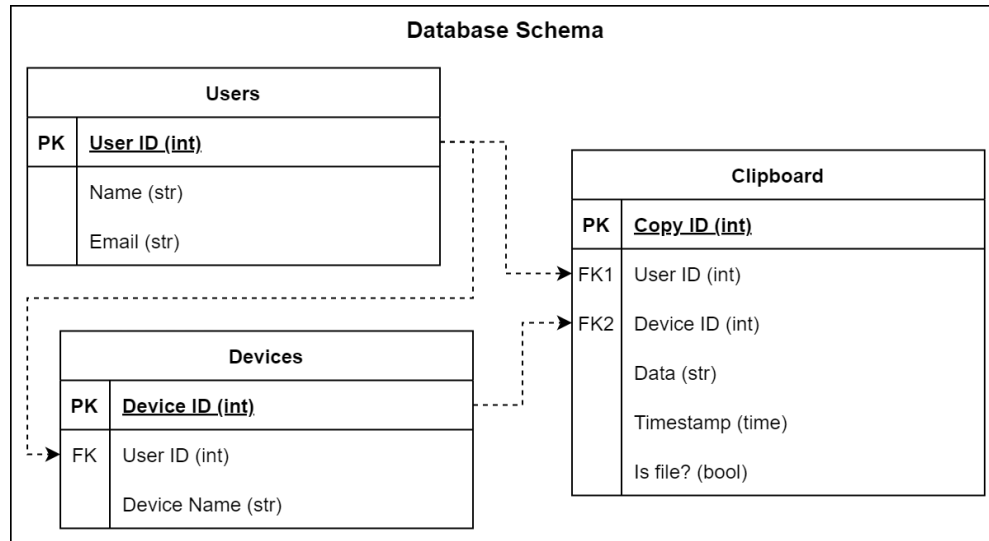 Database Schema
Users
PK User ID (int)
Name (str)
Email (str)
Devices
PK Device ID (int)
FK User ID (int)
Device Name (str)
Clipboard
PK Copy ID (int)
FK1 User ID (int)
FK2 Device ID (int)
Data (str)
Timestamp (time)
Is file? (bool)